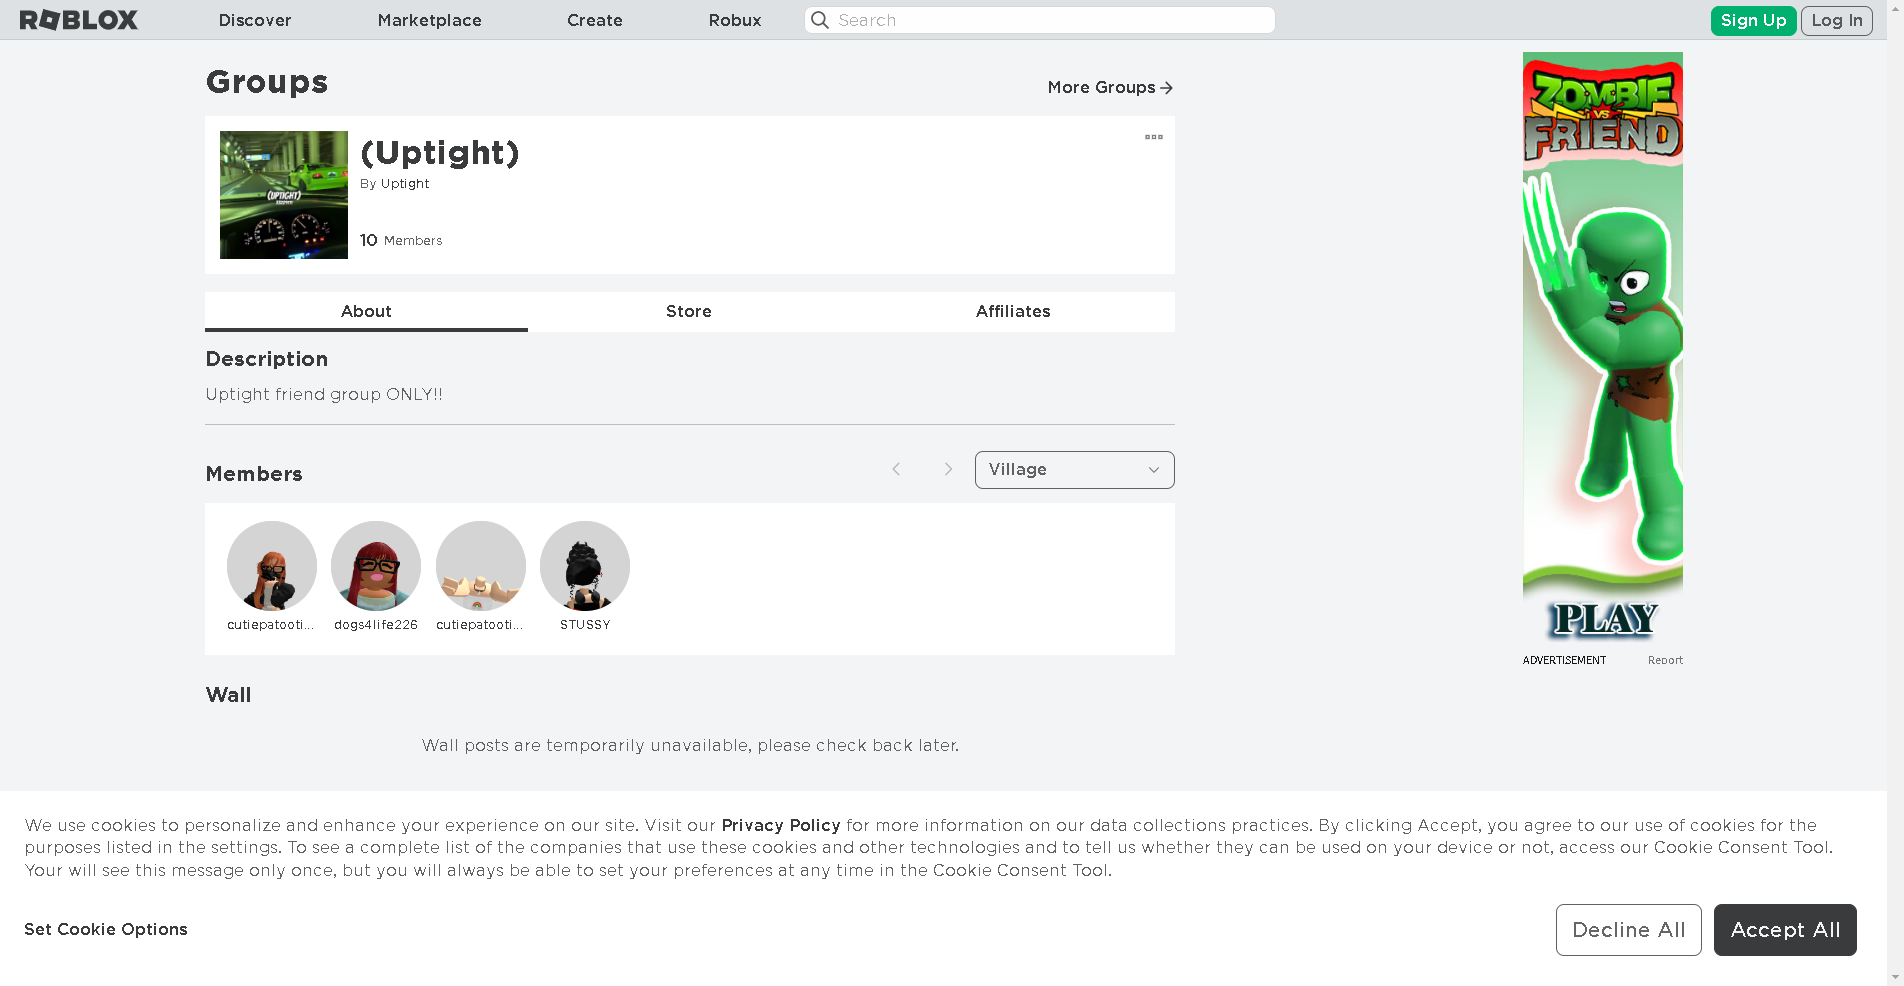 ROBLOX
Discover
Marketplace
Create
Robux
Search
Sign Up
Log In
Groups
More Groups
(Uptight)
By Uptight
(UPTIGHT)
10 Members
About
Store
Affiliates
Description
Uptight friend group ONLY!!
Members
Village
cutiepatooti...
dogs4life226
cutiepatooti...
STUSSY
Wall
Wall posts are temporarily unavailable, please check back later.
ZOMBIE
VS
FRIEND
PLAY
ADVERTISEMENT
Report
We use cookies to personalize and enhance your experience on our site. Visit our Privacy Policy for more information on our data collections practices. By clicking Accept, you agree to our use of cookies for the
purposes listed in the settings. To see a complete list of the companies that use these cookies and other technologies and to tell us whether they can be used on your device or not, access our Cookie Consent Tool.
Your will see this message only once, but you will always be able to set your preferences at any time in the Cookie Consent Tool.
Set Cookie Options
Decline All
Accept All